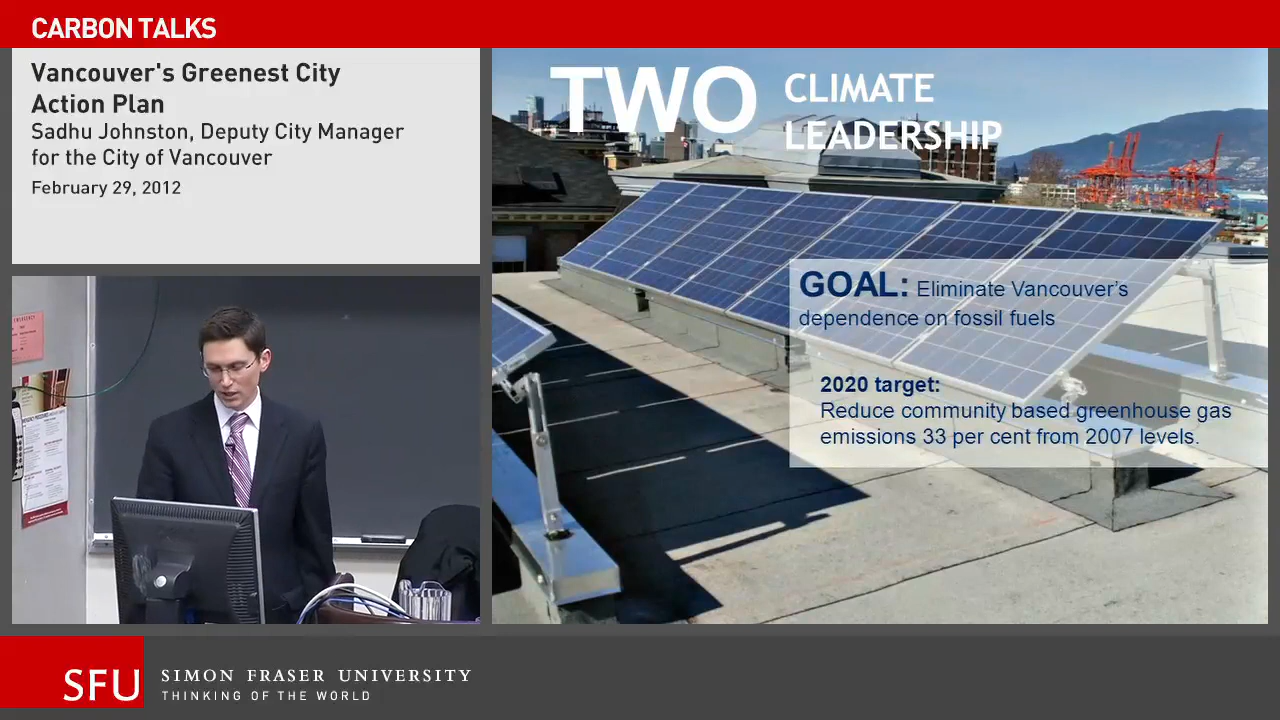 CARBON TALKS
Vancouver's Greenest City
Action Plan
Sadhu Johnston, Deputy City Manager
for the City of Vancouver
February 29, 2012
TWO
CLIMATE
LEADERSHIP
GOAL: Eliminate Vancouver's
dependence on fossil fuels
2020 target:
Reduce community based greenhouse gas
emissions 33 per cent from 2007 levels.
SFU
SIMON FRASER UNIVERSITY
THINKING OF THE WORLD